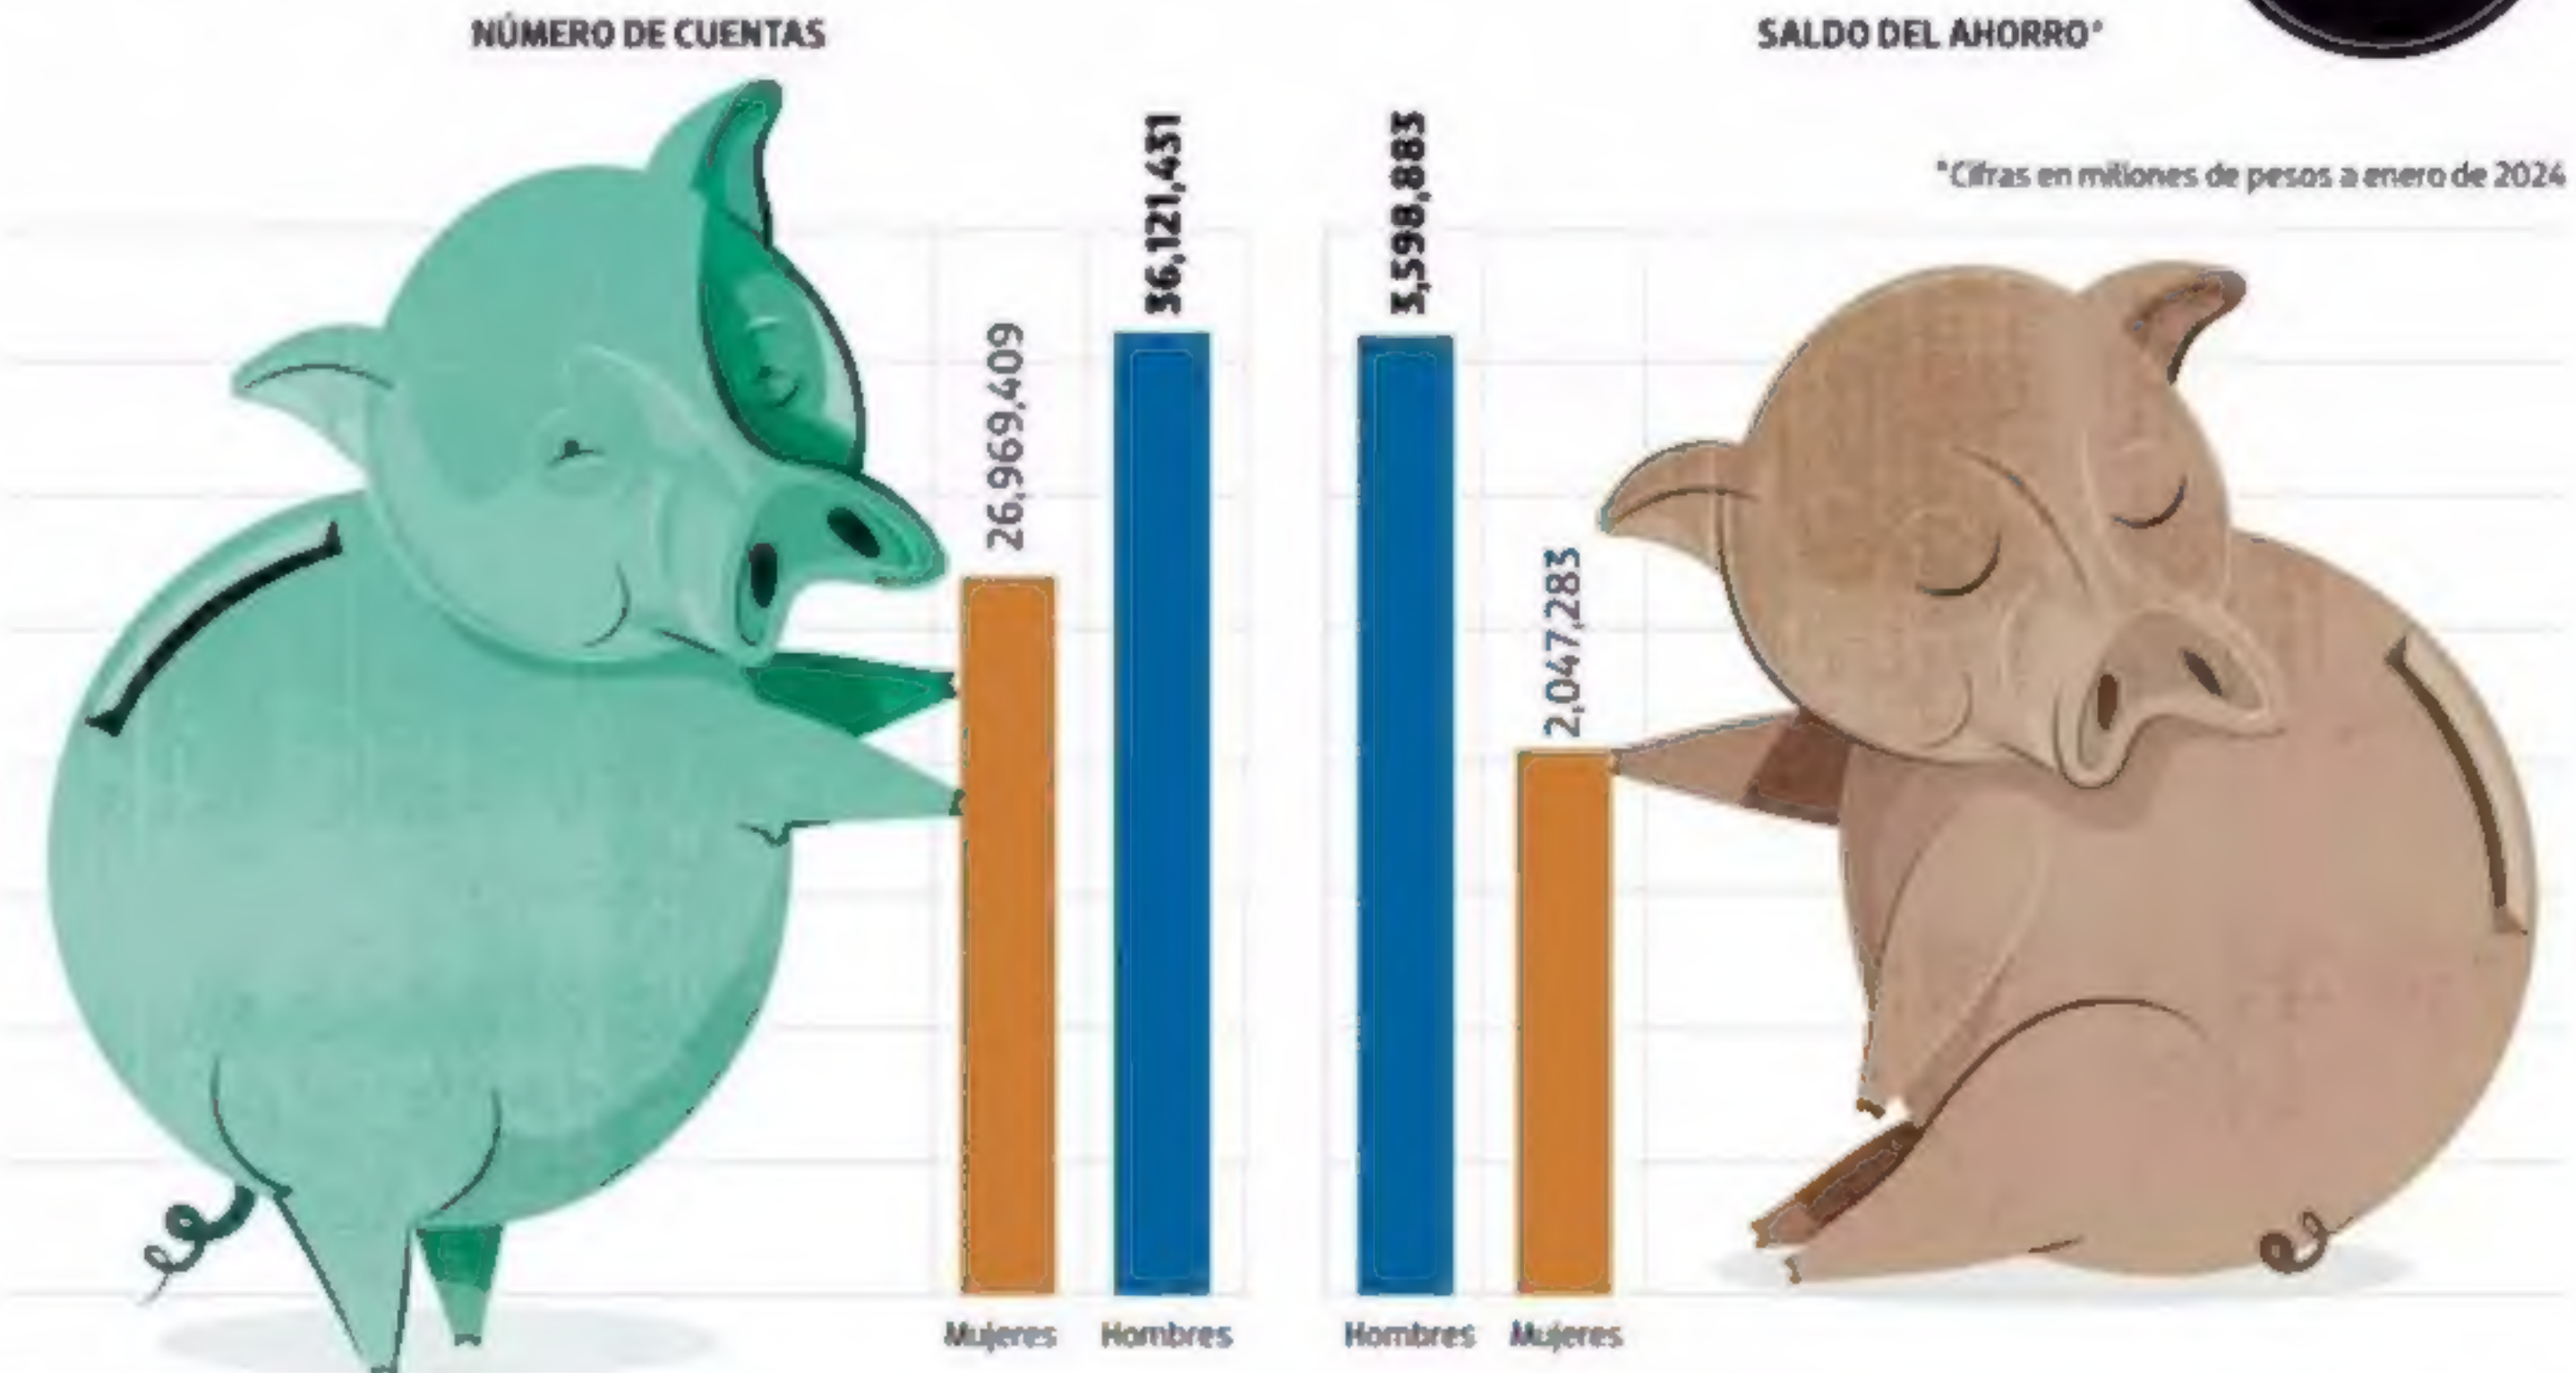 NÚMERO DE CUENTAS
26,969,409
36,121,431
Mujeres
Hombres
SALDO DEL AHORRO*
*Cifras en millones de pesos a enero de 2024
3,598,883
2,047,283
Hombres
Mujeres